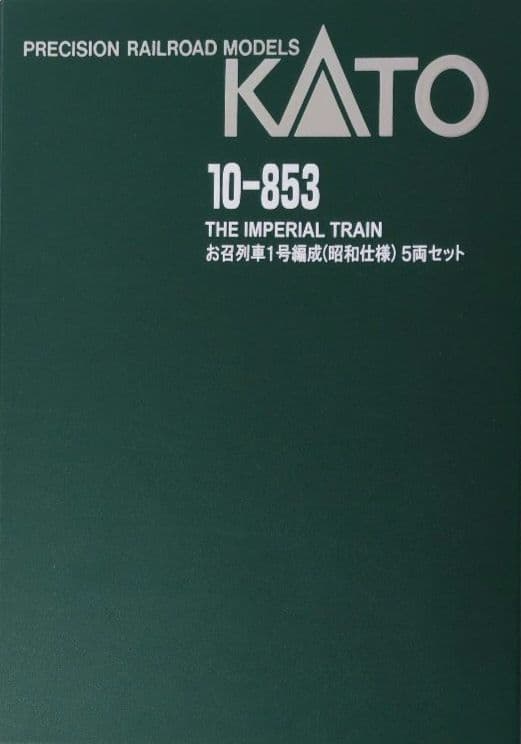 PRECISION RAILROAD MODELS
KATO
10-853
THE IMPERIAL TRAIN
お召列車1号編成(昭和仕様) 5両セット